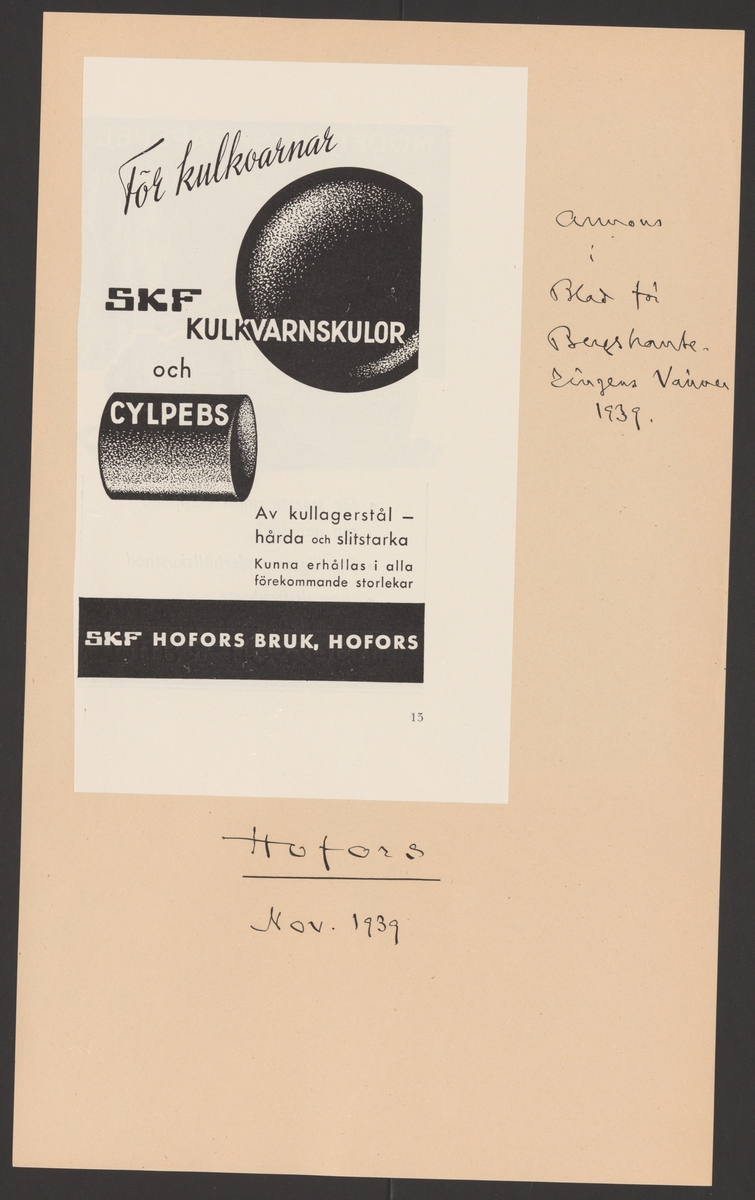 För kulkvarnar
SKF
KULKVARNSKULOR
och
CYLPEBS
Av kullagerstål –
hårda och slitstarka
Kunna erhållas i alla
förekommande storlekar
SKF HOFORS BRUK, HOFORS
13
Annons
i
Blad för
Bergshante-
ringens Vänner
1939.
Hofors
Nov. 1939